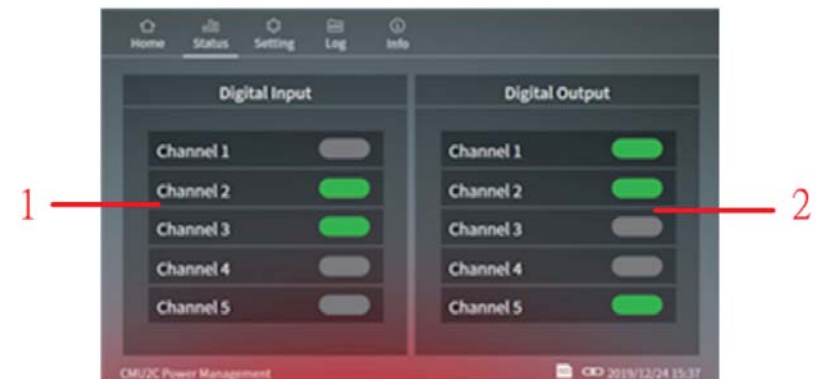 Home Status Setting Log Info
Digital Input Digital Output
Channel 1 Channel 1
Channel 2 Channel 2
1 2
Channel 3 Channel 3
Channel 4 Channel 4
Channel 5 Channel 5
CMU2C Power Management 2019/12/24 15:37